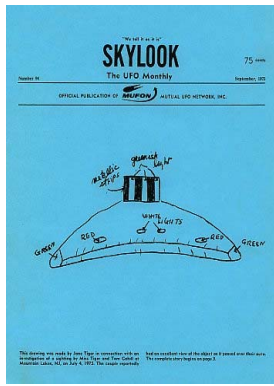 "We tell it as it is"
SKYLOOK
75 cents
The UFO Monthly
Number 94
September, 1975
OFFICIAL PUBLICATION OF MUFON MUTUAL UFO NETWORK, INC.
greenish light
metallic strips
WHITE LIGHTS
RED
RED
GREEN
GREEN
This drawing was made by Jane Tiger in connection with an
investigation of a sighting by Miss Tiger and Tom Cahill at
Mountain Lakes, NJ, on July 4, 1975. The couple reportedly
had an excellent view of the object as it passed over their auto.
The complete story begins on page 3.